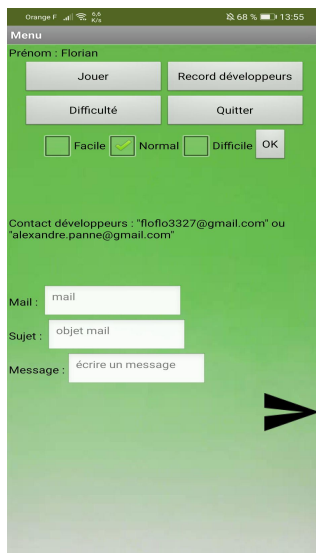 Orange F 6,6 K/s 68 % 13:55
Menu
Prénom : Florian
Jouer Record développeurs
Difficulté Quitter
Facile Normal Difficile OK
Contact développeurs : "floflo3327@gmail.com" ou
"alexandre.panne@gmail.com"
Mail : mail
Sujet : objet mail
Message : écrire un message